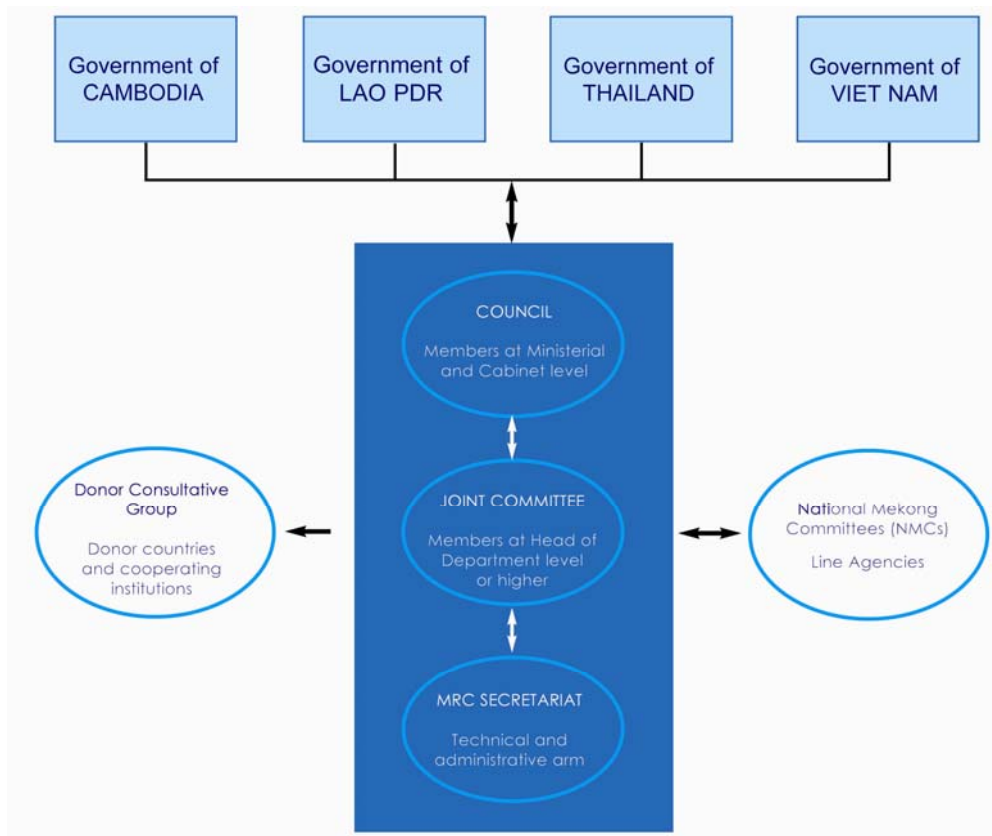 Government of
CAMBODIA
Government of
LAO PDR
Government of
THAILAND
Government of
VIET NAM
COUNCIL
Members at Ministerial
and Cabinet level
Donor Consultative
Group
Donor countries
and cooperating
institutions
JOINT COMMITTEE
Members at Head of
Department level
or higher
National Mekong
Committees (NMCs)
Line Agencies
MRC SECRETARIAT
Technical and
administrative arm